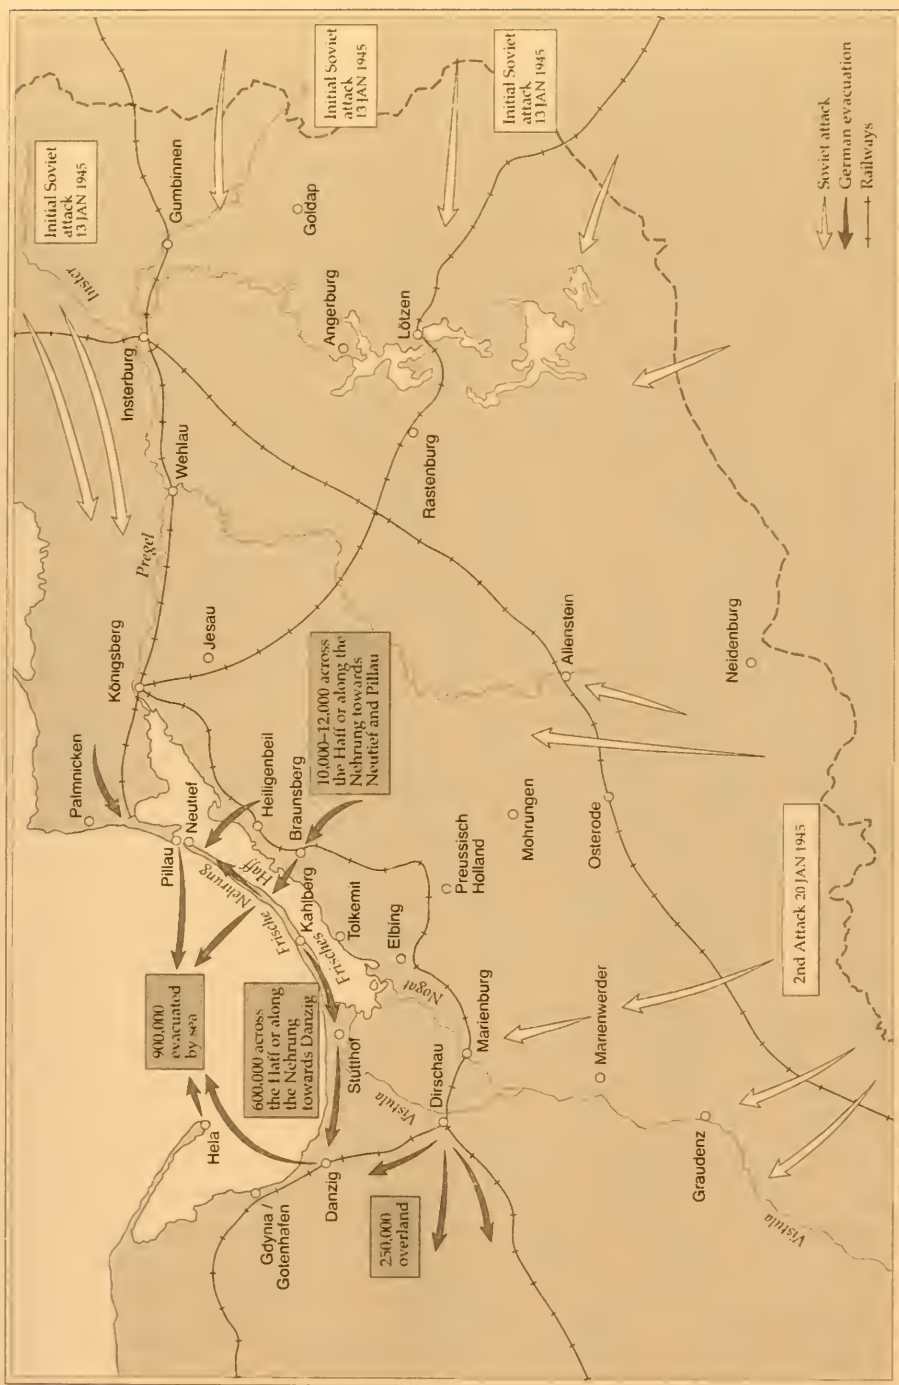 Initial Soviet
attack
13 JAN 1945
Initial Soviet
attack
13 JAN 1945
Initial Soviet
attack
13 JAN 1945
Soviet attack
German evacuation
Railways
Inster
Gumbinnen
Goldap
Insterburg
Angerburg
Lötzen
Wehlau
Rastenburg
Pregel
Königsberg
Jesau
Allenstein
Neidenburg
10,000–12,000 across
the Haff or along the
Nehrung towards
Neutief and Pillau
Palmnicken
Pillau
Neutief
Heiligenbeil
Braunsberg
Mohrungen
Osterode
Preussisch
Holland
Frische
Nehrung
Kahlberg
Frisches
Haff
Tolkemit
Elbing
Nogat
2nd Attack 20 JAN 1945
900,000
evacuated
by sea
600,000 across
the Haff or along
the Nehrung
towards Danzig
Stutthof
Marienburg
Marienwerder
Vistula
Dirschau
Hela
Danzig
Gdynia /
Gotenhafen
250,000
overland
Graudenz
Vistula